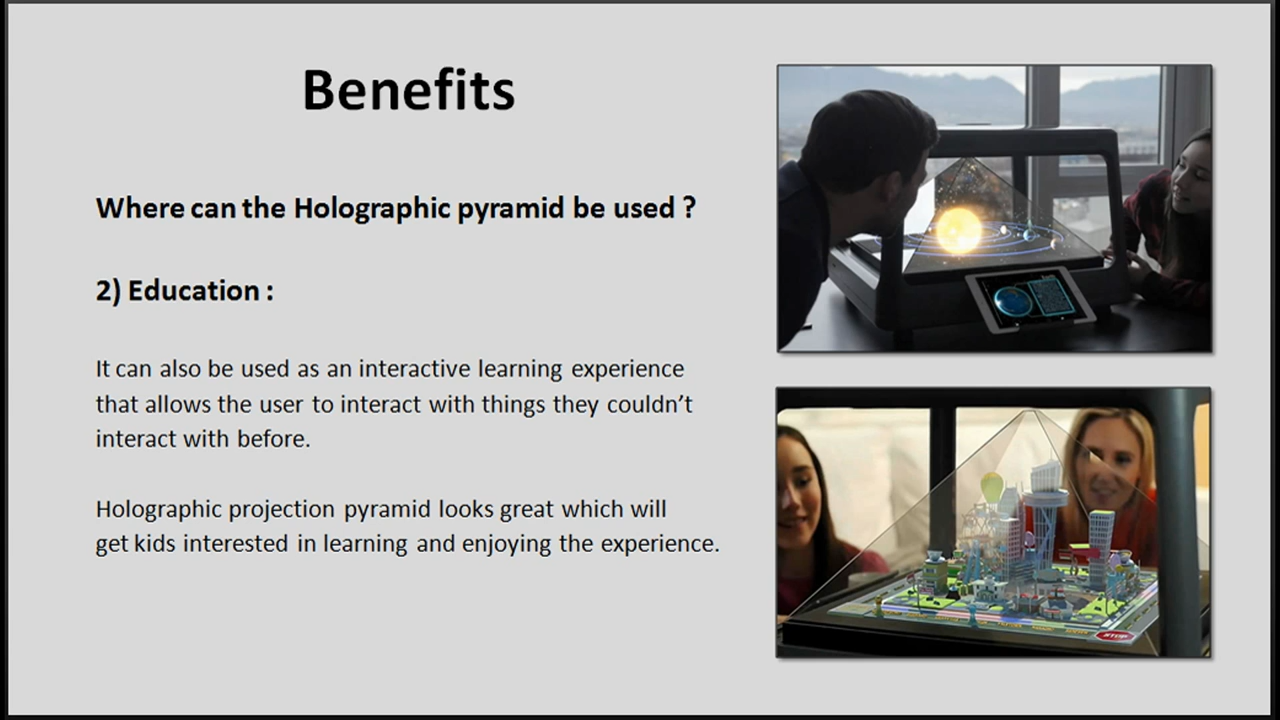 Benefits
Where can the Holographic pyramid be used ?
2) Education :
It can also be used as an interactive learning experience
that allows the user to interact with things they couldn't
interact with before.
Holographic projection pyramid looks great which will
get kids interested in learning and enjoying the experience.
STOP